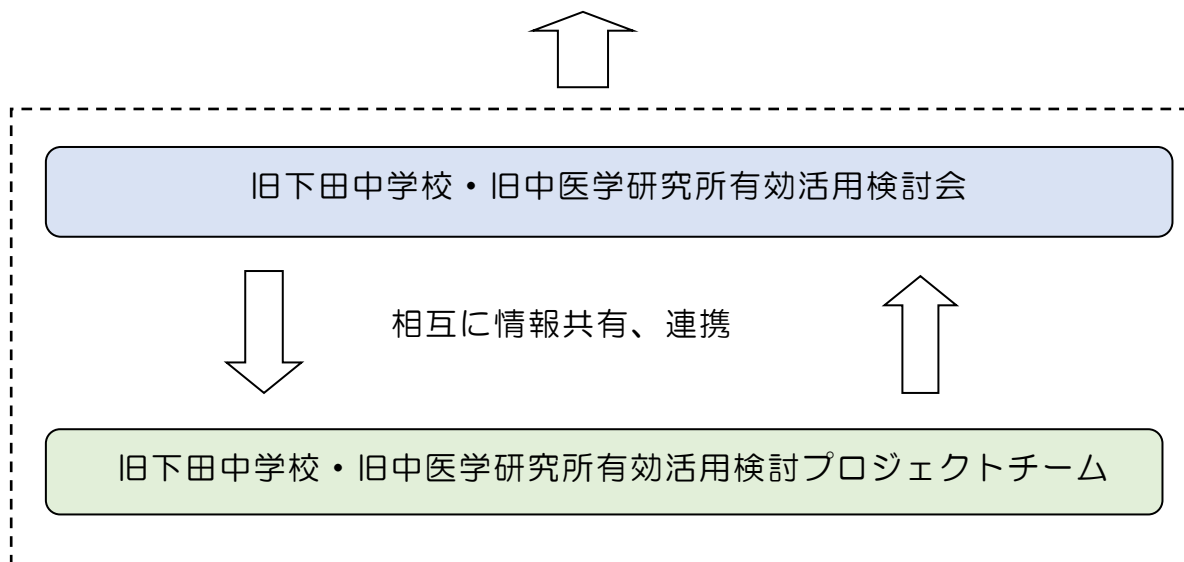 旧下田中学校・旧中医学研究所有効活用検討会
相互に情報共有、連携
旧下田中学校・旧中医学研究所有効活用検討プロジェクトチーム